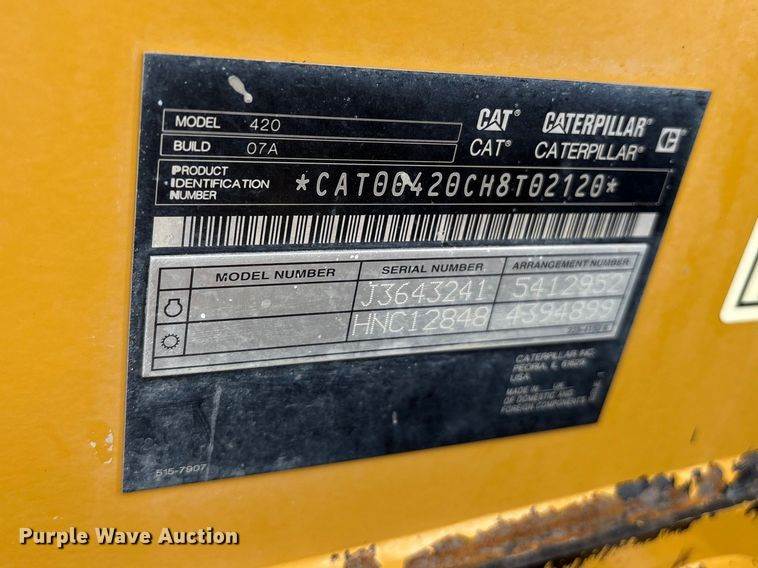 MODEL 420
BUILD 07A
CAT® CATERPILLAR®
CAT® CATERPILLAR®
PRODUCT
IDENTIFICATION
NUMBER
*CAT00420CH8T02120*
MODEL NUMBER SERIAL NUMBER ARRANGEMENT NUMBER
J3643241 5412952
HNC12848 4394899
CATERPILLAR INC.
PEORIA, IL 61629
USA
MADE IN UK
OF DOMESTIC AND
FOREIGN COMPONENTS
515-7907
Purple Wave Auction